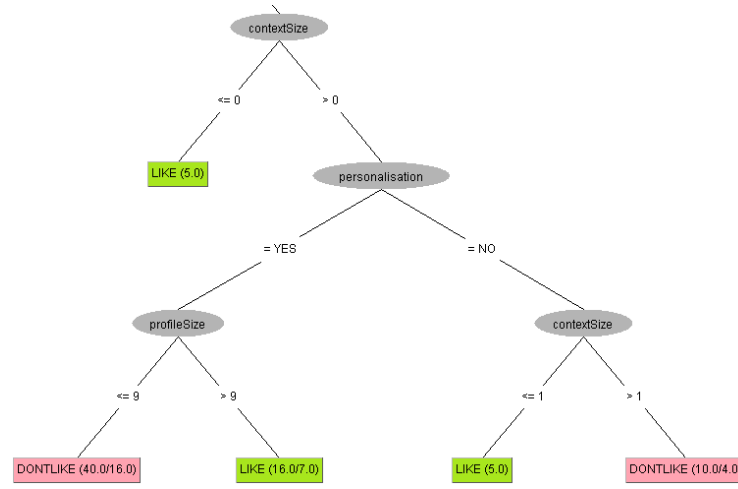 contextSize
<= 0
> 0
LIKE (5.0)
personalisation
= YES
= NO
profileSize
contextSize
<= 9
> 9
<= 1
> 1
DONTLIKE (40.0/16.0)
LIKE (16.0/7.0)
LIKE (5.0)
DONTLIKE (10.0/4.0